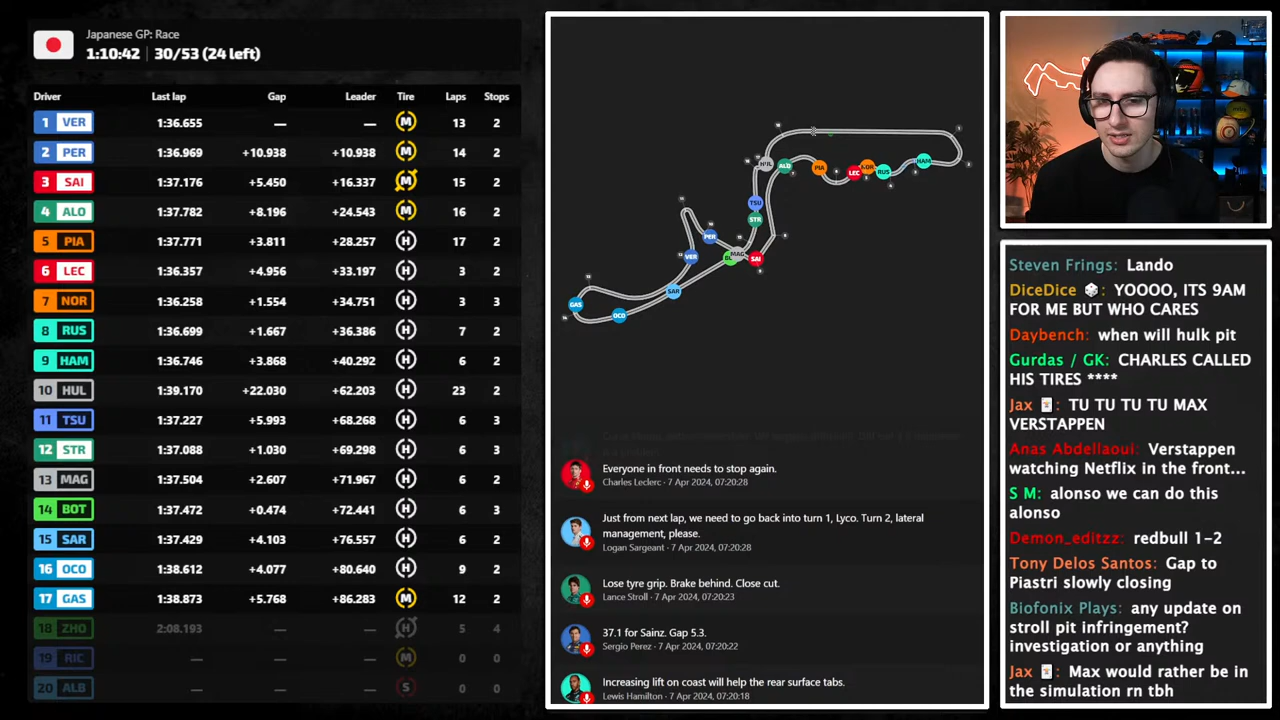 Japanese GP: Race
1:10:42 30/53 (24 left)
Driver Last lap Gap Leader Tire Laps Stops
1 VER 1:36.655 — — M 13 2
2 PER 1:36.969 +10.938 +10.938 M 14 2
3 SAI 1:37.176 +5.450 +16.337 M 15 2
4 ALO 1:37.782 +8.196 +24.543 M 16 2
5 PIA 1:37.771 +3.811 +28.257 H 17 2
6 LEC 1:36.357 +4.956 +33.197 H 3 2
7 NOR 1:36.258 +1.554 +34.751 H 3 3
8 RUS 1:36.699 +1.667 +36.386 H 7 2
9 HAM 1:36.746 +3.868 +40.292 H 6 2
10 HUL 1:39.170 +22.030 +62.203 H 23 2
11 TSU 1:37.227 +5.993 +68.268 H 6 3
12 STR 1:37.088 +1.030 H 6 3
13 MAG 1:37.504 +2.607 +71.967 H 6 2
14 BOT 1:37.472 +0.474 +72.441 H 6 3
15 SAR 1:37.429 +4.103 +76.557 H 6 2
16 OCO 1:38.612 +4.077 +80.640 H 9 2
17 GAS 1:38.873 +5.768 +86.283 M 12 2
18 ZHO 2:08.193 — — H 5 4
19 RIC — — — M 0 0
20 ALB — — — S 0 0
ALO PIA LEC NOR RUS HAM
TSU
STR
PER
VER MAG SAI
SAR
GAS
OCO
Everyone in front needs to stop again.
Charles Leclerc • 7 Apr 2024, 07:20:28
Just from next lap, we need to go back into turn 1, Lyco. Turn 2, lateral
management, please.
Logan Sargeant • 7 Apr 2024, 07:20:28
Lose tyre grip. Brake behind. Close cut.
Lance Stroll • 7 Apr 2024, 07:20:23
37.1 for Sainz. Gap 5.3.
Sergio Perez • 7 Apr 2024, 07:20:22
Increasing lift on coast will help the rear surface tabs.
Lewis Hamilton • 7 Apr 2024, 07:20:18
Steven Frings: Lando
DiceDice 🎲: YOOOO, ITS 9AM
FOR ME BUT WHO CARES
Daybench: when will hulk pit
Gurdas / GK: CHARLES CALLED
HIS TIRES ****
Jax 🃏: TU TU TU TU MAX
VERSTAPPEN
Anas Abdellaoui: Verstappen
watching Netflix in the front...
S M: alonso we can do this
alonso
Demon_editzz: redbull 1-2
Tony Delos Santos: Gap to
Piastri slowly closing
Biofonix Plays: any update on
stroll pit infringement?
investigation or anything
Jax 🃏: Max would rather be in
the simulation rn tbh